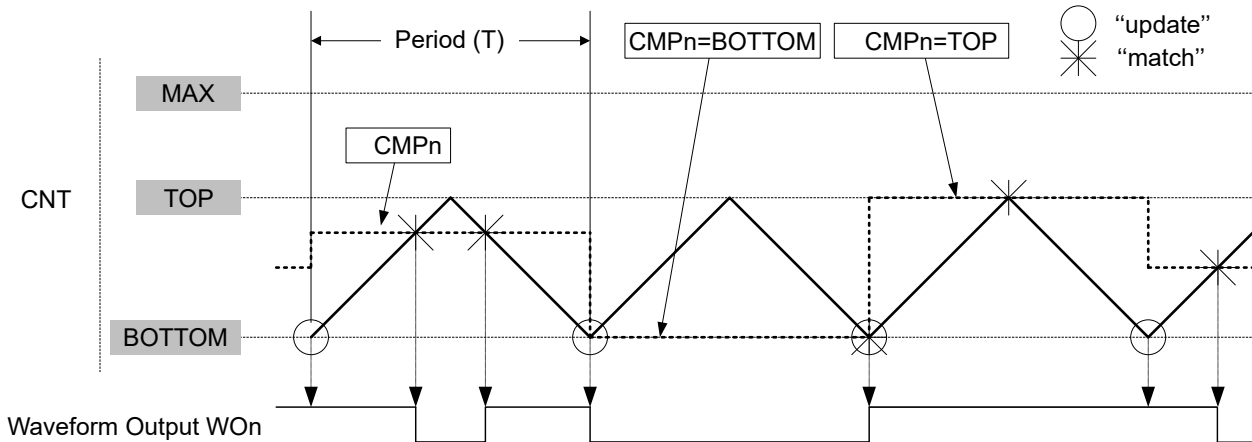 Period (T)
CMPn=BOTTOM
CMPn=TOP
“update”
“match”
MAX
CMPn
CNT
TOP
BOTTOM
Waveform Output WOn